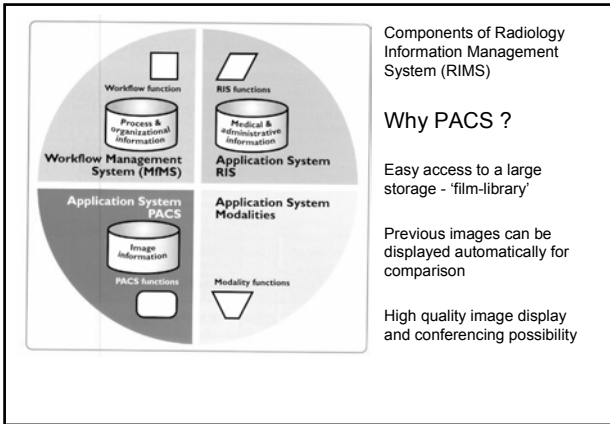 Workflow function
Process &
organizational
information
Workflow Management
System (MfMS)
RIS functions
Medical &
administrative
information
Application System
RIS
Application System
PACS
Image
information
PACS functions
Application System
Modalities
Modality functions
Components of Radiology
Information Management
System (RIMS)
Why PACS ?
Easy access to a large
storage - ‘film-library’
Previous images can be
displayed automatically for
comparison
High quality image display
and conferencing possibility